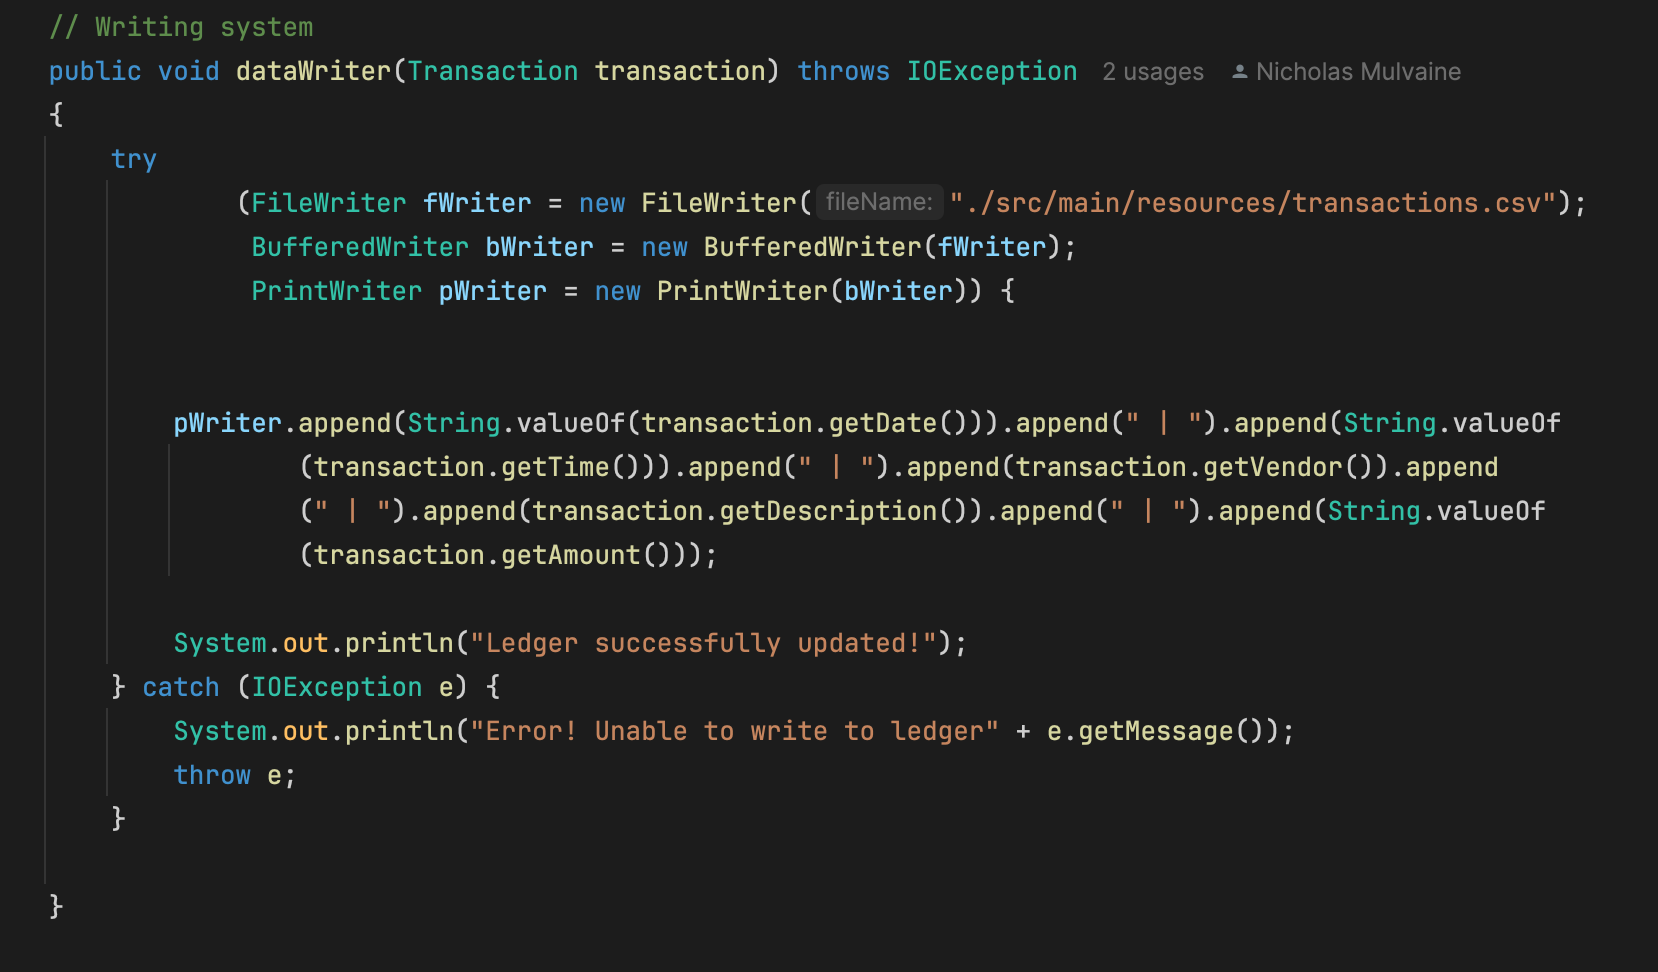 // Writing system
public void dataWriter(Transaction transaction) throws IOException 2 usages Nicholas Mulvaine
{
try
(FileWriter fWriter = new FileWriter( fileName: "./src/main/resources/transactions.csv");
BufferedWriter bWriter = new BufferedWriter(fWriter);
PrintWriter pWriter = new PrintWriter(bWriter)) {
pWriter.append(String.valueOf(transaction.getDate())).append(" | ").append(String.valueOf
(transaction.getTime())).append(" | ").append(transaction.getVendor()).append
(" | ").append(transaction.getDescription()).append(" | ").append(String.valueOf
(transaction.getAmount()));
System.out.println("Ledger successfully updated!");
} catch (IOException e) {
System.out.println("Error! Unable to write to ledger" + e.getMessage());
throw e;
}
}